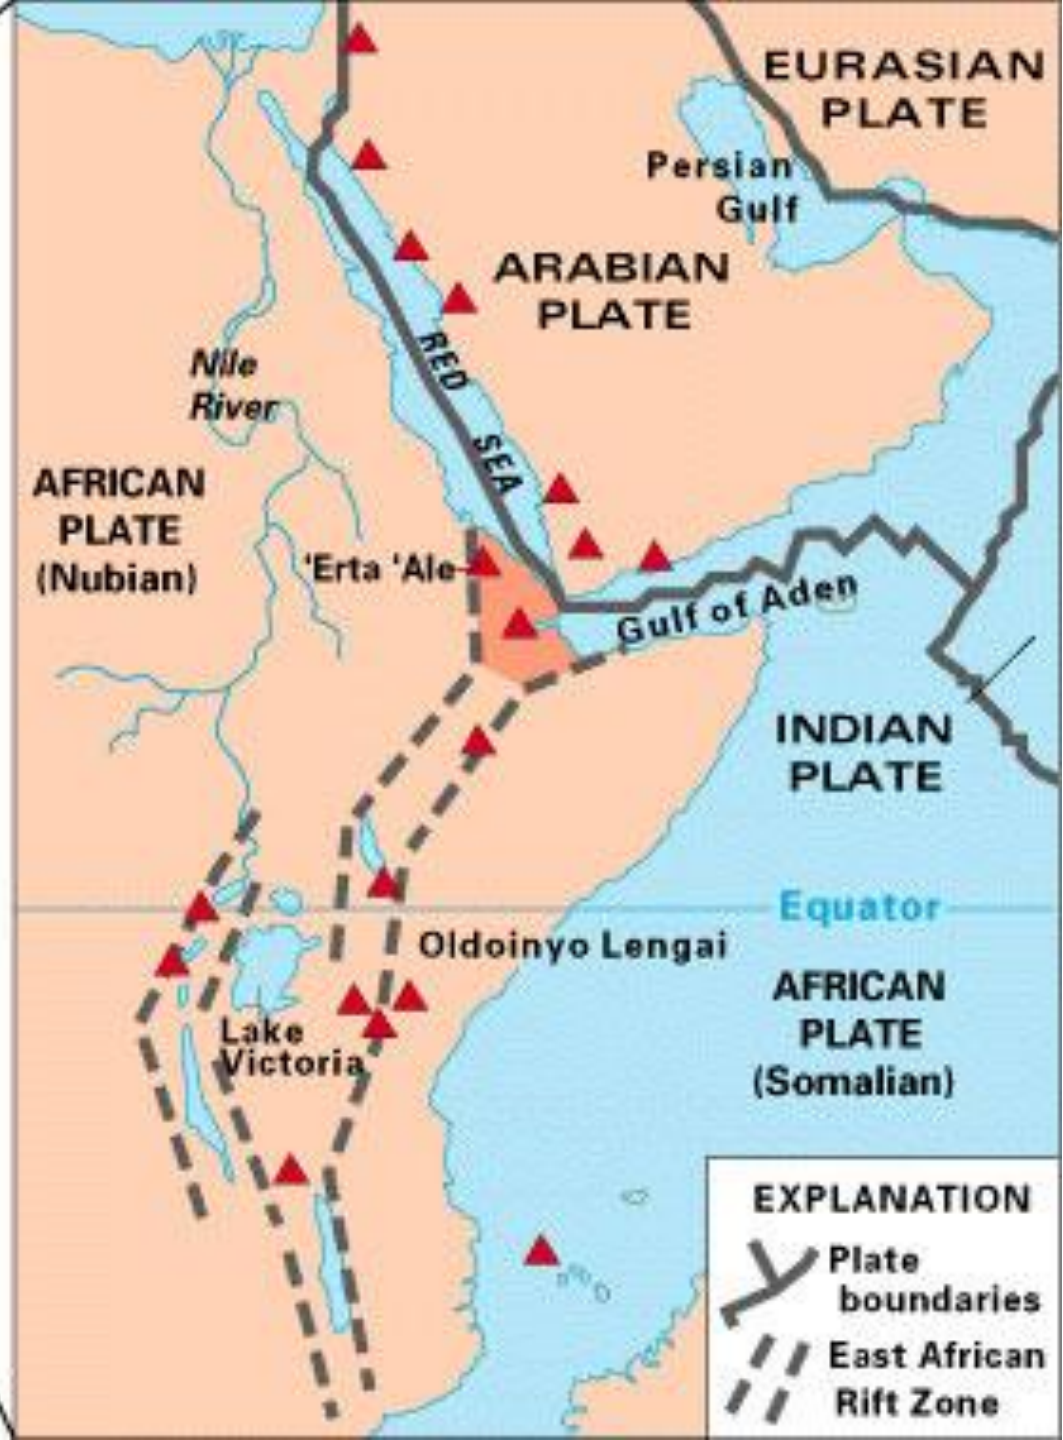 EURASIAN
PLATE
Persian
Gulf
ARABIAN
PLATE
RED
SEA
Nile
River
AFRICAN
PLATE
(Nubian)
'Erta 'Ale
Gulf of Aden
INDIAN
PLATE
Equator
Oldoinyo Lengai
AFRICAN
PLATE
(Somalian)
Lake
Victoria
EXPLANATION
Plate
boundaries
East African
Rift Zone